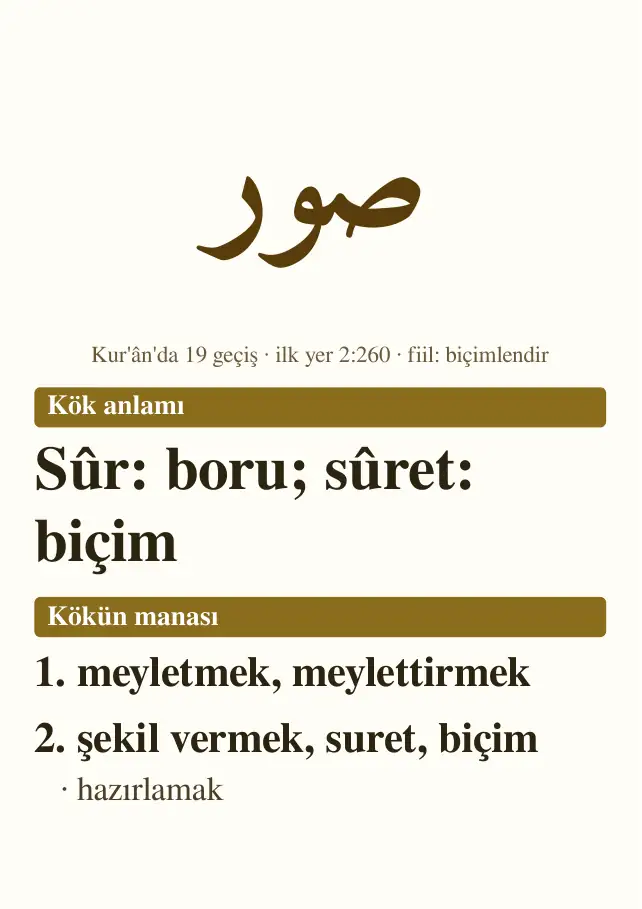 صور
Kur'ân'da 19 geçiş · ilk yer 2:260 · fiil: biçimlendir
Kök anlamı
Sûr: boru; sûret:
biçim
Kökün manası
1. meyletmek, meylettirmek
2. şekil vermek, suret, biçim
· hazırlamak